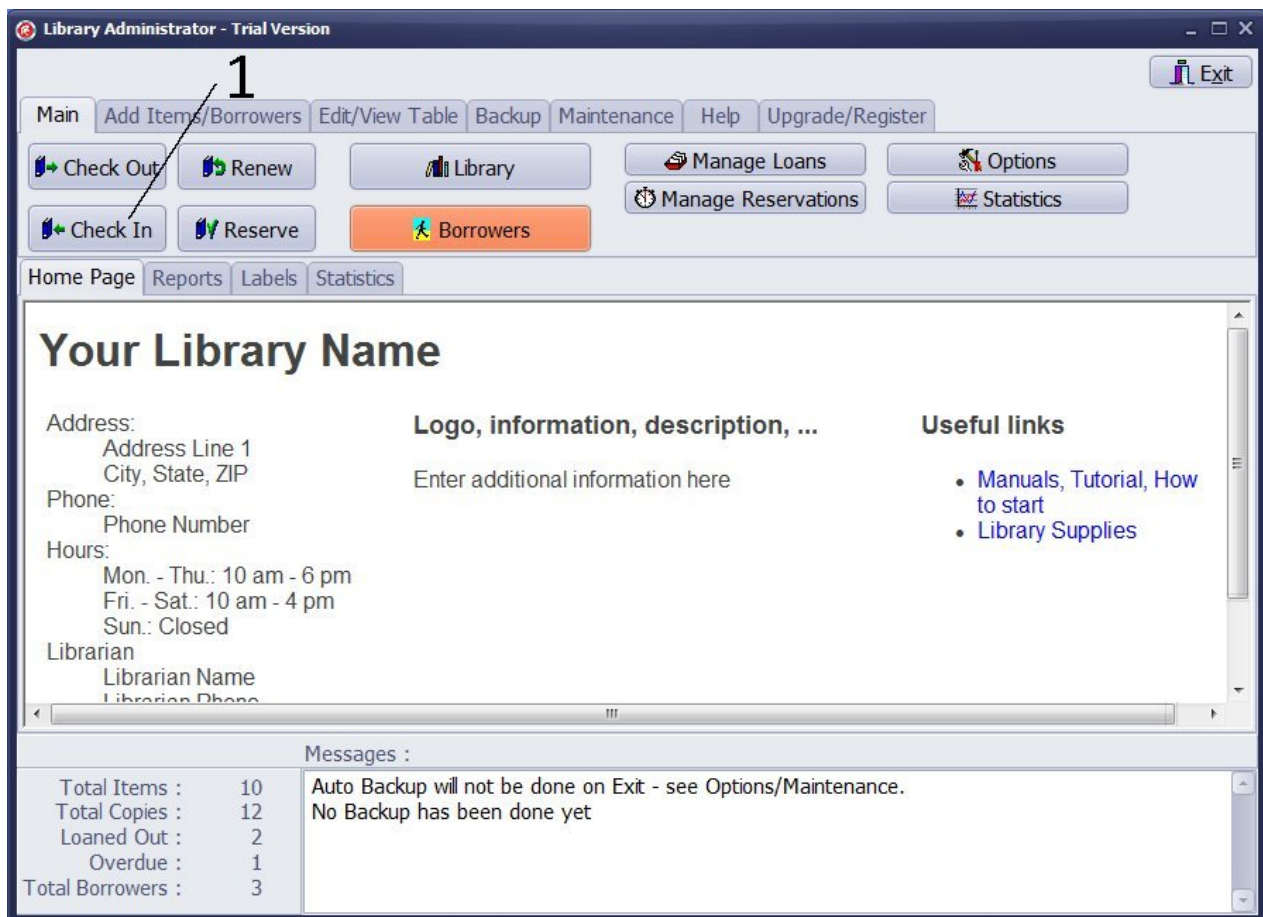 Library Administrator - Trial Version
1
Exit
Main Add Items/Borrowers Edit/View Table Backup Maintenance Help Upgrade/Register
Check Out Renew Library Manage Loans Options
Manage Reservations Statistics
Check In Reserve Borrowers
Home Page Reports Labels Statistics
Your Library Name
Address:
Address Line 1
City, State, ZIP
Phone:
Phone Number
Hours:
Mon. - Thu.: 10 am - 6 pm
Fri. - Sat.: 10 am - 4 pm
Sun.: Closed
Librarian
Librarian Name
Librarian Phone
Logo, information, description, ...
Enter additional information here
Useful links
• Manuals, Tutorial, How
to start
• Library Supplies
Messages :
Total Items : 10
Total Copies : 12
Loaned Out : 2
Overdue : 1
Total Borrowers : 3
Auto Backup will not be done on Exit - see Options/Maintenance.
No Backup has been done yet